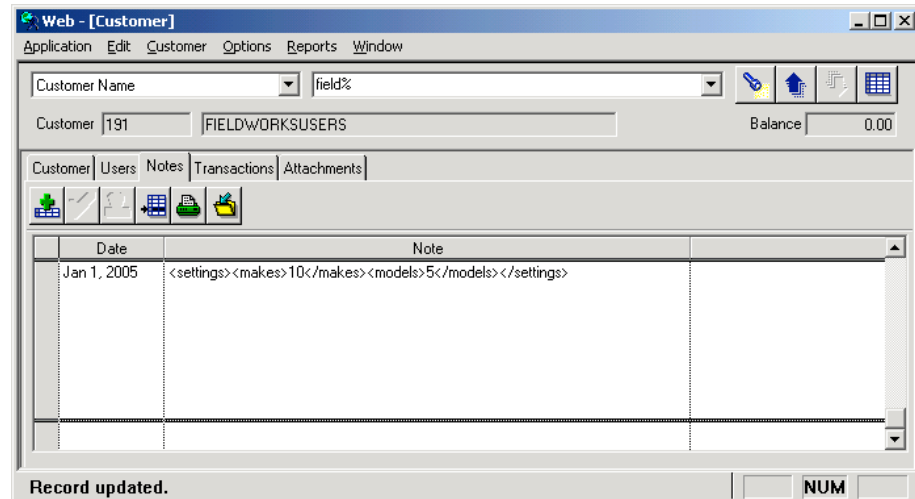 Web - [Customer]
Application Edit Customer Options Reports Window
Customer Name field%
Customer 191 FIELDWORKSUSERS Balance 0.00
Customer Users Notes Transactions Attachments
Date Note
Jan 1, 2005 <settings><makes>10</makes><models>5</models></settings>
Record updated. NUM